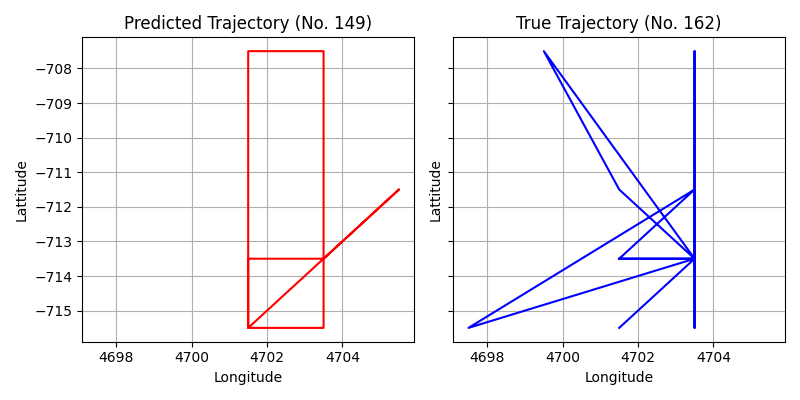 Predicted Trajectory (No. 149)
True Trajectory (No. 162)
Lattitude
−708
−709
−710
−711
−712
−713
−714
−715
4698 4700 4702 4704
Longitude
Lattitude
4698 4700 4702 4704
Longitude